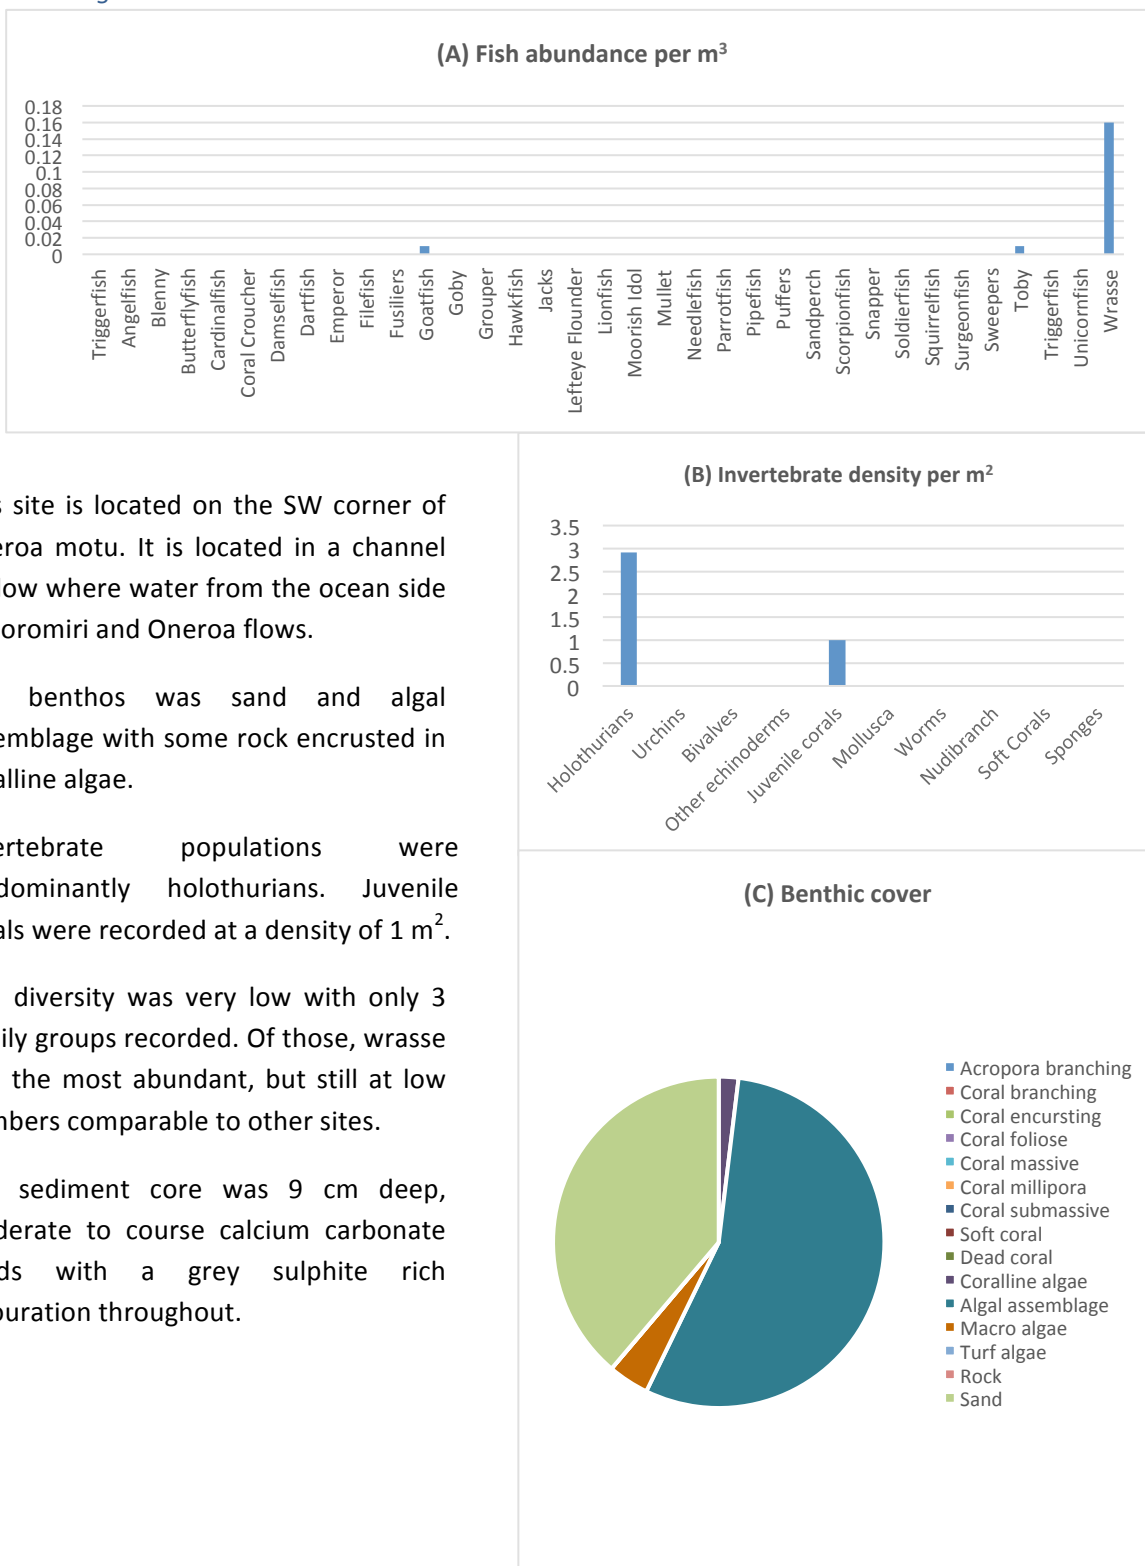 (A) Fish abundance per m³
0.18
0.16
0.14
0.12
0.1
0.08
0.06
0.04
0.02
0
Triggerfish
Angelfish
Blenny
Butterflyfish
Cardinalfish
Coral Croucher
Damselfish
Dartfish
Emperor
Filefish
Fusiliers
Goatfish
Goby
Grouper
Hawkfish
Jacks
Lefteye Flounder
Lionfish
Moorish Idol
Mullet
Needlefish
Parrotfish
Pipefish
Puffers
Sandperch
Scorpionfish
Snapper
Soldierfish
Squirrelfish
Surgeonfish
Sweepers
Toby
Triggerfish
Unicornfish
Wrasse
s site is located on the SW corner of
eroa motu. It is located in a channel
low where water from the ocean side
oromiri and Oneroa flows.
benthos was sand and algal
emblage with some rock encrusted in
alline algae.
ertebrate populations were
dominantly holothurians. Juvenile
als were recorded at a density of 1 m².
diversity was very low with only 3
ily groups recorded. Of those, wrasse
the most abundant, but still at low
nbers comparable to other sites.
sediment core was 9 cm deep,
derate to course calcium carbonate
ds with a grey sulphite rich
ouration throughout.
(B) Invertebrate density per m²
3.5
3
2.5
2
1.5
1
0.5
0
Holothurians
Urchins
Bivalves
Other echinoderms
Juvenile corals
Mollusca
Worms
Nudibranch
Soft Corals
Sponges
(C) Benthic cover
Acropora branching
Coral branching
Coral encursting
Coral foliose
Coral massive
Coral millipora
Coral submassive
Soft coral
Dead coral
Coralline algae
Algal assemblage
Macro algae
Turf algae
Rock
Sand